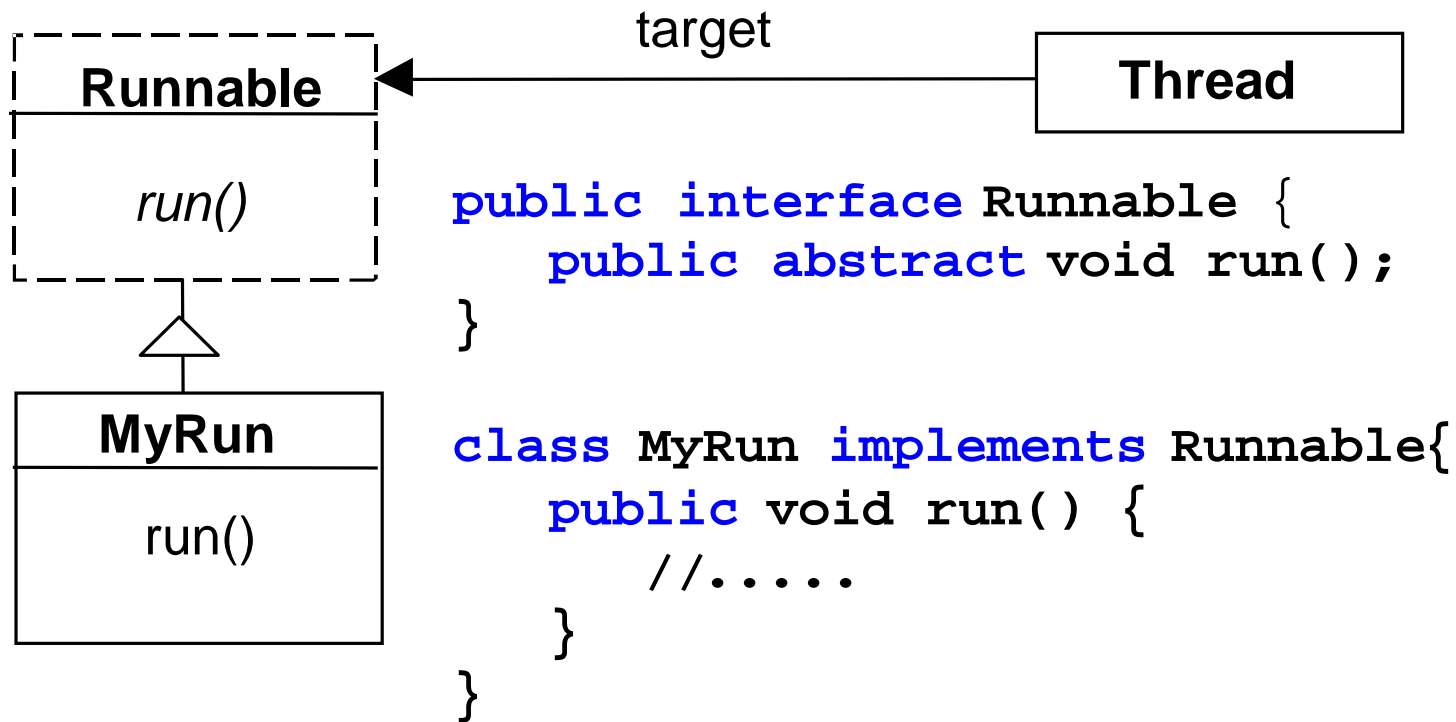 target
Runnable
Thread
run()
public interface Runnable {
public abstract void run();
}
MyRun
run()
class MyRun implements Runnable{
public void run() {
//.....
}
}